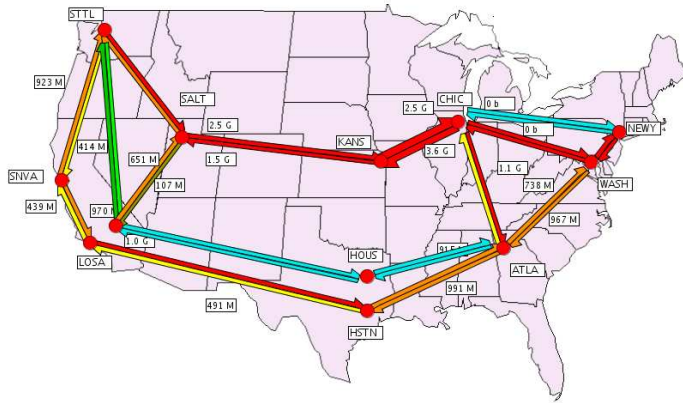 STTL
923 M
SALT
CHIC
2.5 G
0 b
NEWY
2.5 G
0 b
414 M
KANS
3.6 G
651 M
1.5 G
1.1 G
SNVA
107 M
738 M
WASH
439 M
970
967 M
1.0 G
LOSA
HOUS
ATLA
991 M
491 M
HSTN